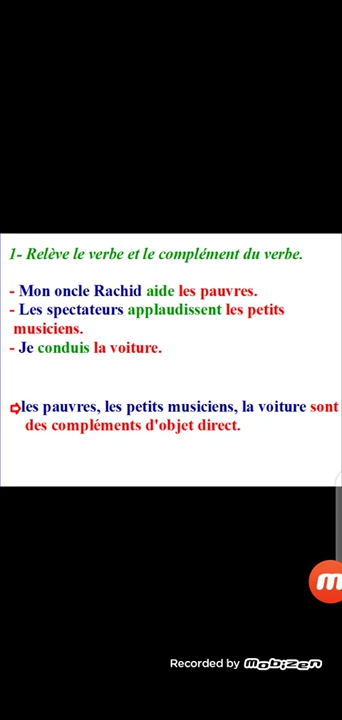 1- Relève le verbe et le complément du verbe.
- Mon oncle Rachid aide les pauvres.
- Les spectateurs applaudissent les petits
musiciens.
- Je conduis la voiture.
⇨les pauvres, les petits musiciens, la voiture sont
des compléments d'objet direct.
Recorded by mobizen